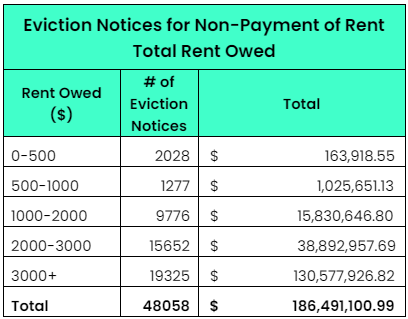 Eviction Notices for Non-Payment of Rent
Total Rent Owed
Rent Owed ($) # of Eviction Notices Total
0-500 2028 $ 163,918.55
500-1000 1277 $ 1,025,651.13
1000-2000 9776 $ 15,830,646.80
2000-3000 15652 $ 38,892,957.69
3000+ 19325 $ 130,577,926.82
Total 48058 $ 186,491,100.99